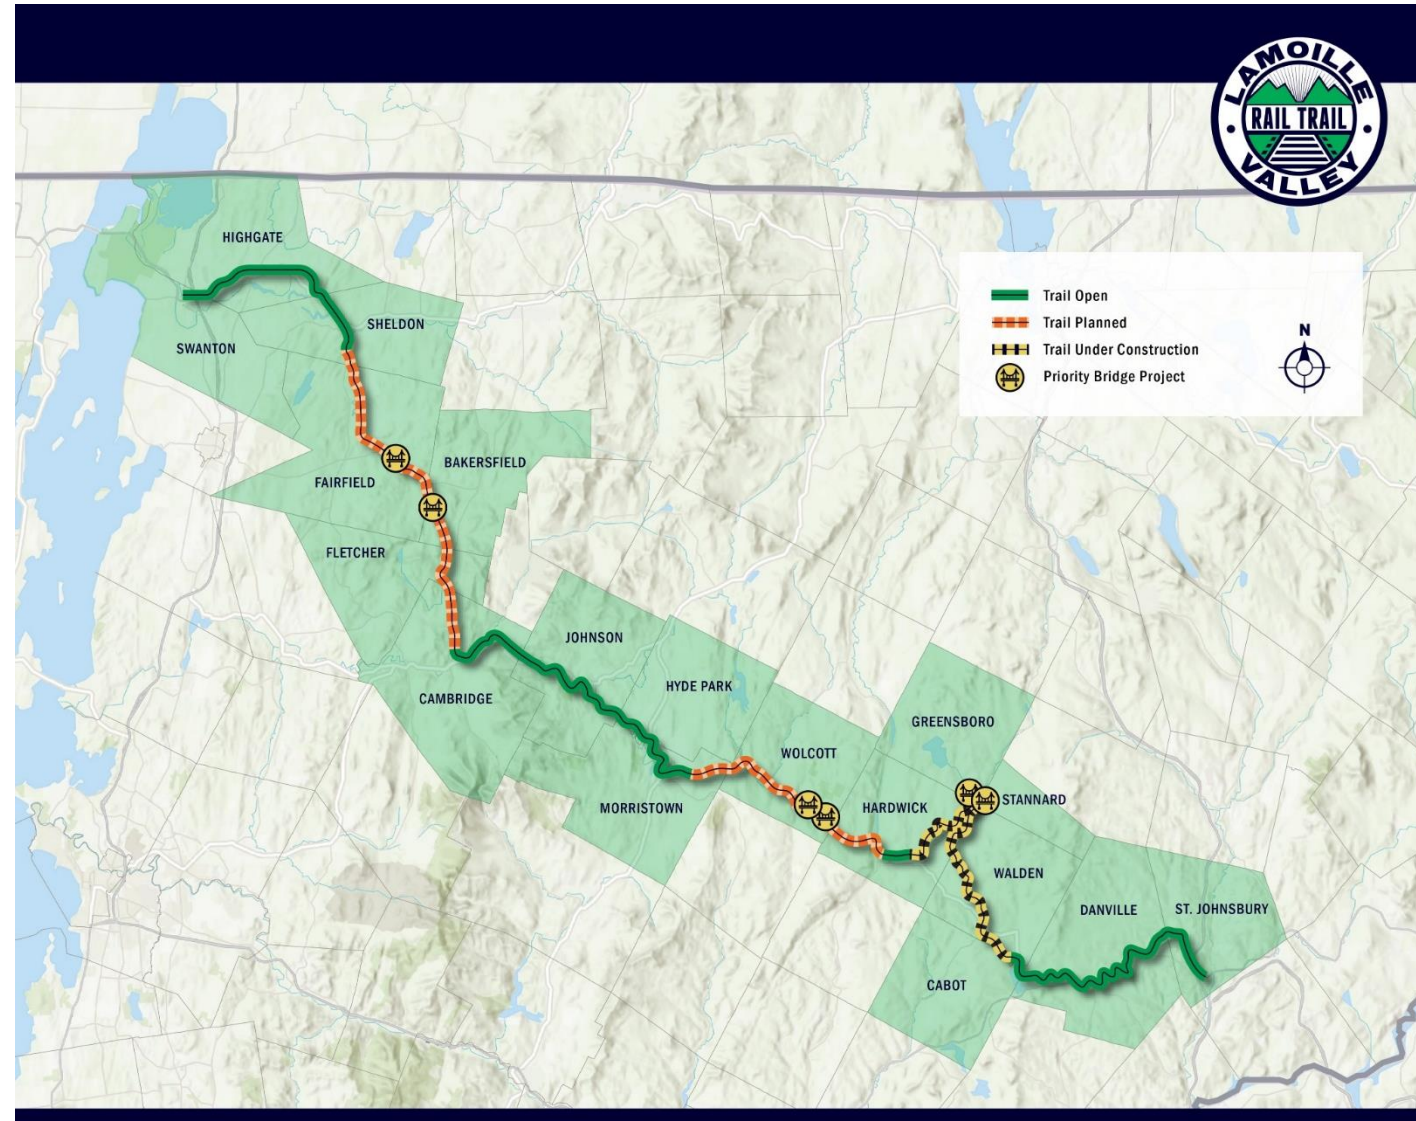 LAMOILLE
RAIL TRAIL
VALLEY
HIGHGATE
SHELDON
SWANTON
Trail Open
Trail Planned
Trail Under Construction
Priority Bridge Project
N
BAKERSFIELD
FAIRFIELD
FLETCHER
JOHNSON
HYDE PARK
CAMBRIDGE
GREENSBORO
WOLCOTT
STANNARD
MORRISTOWN
HARDWICK
WALDEN
DANVILLE
ST. JOHNSBURY
CABOT